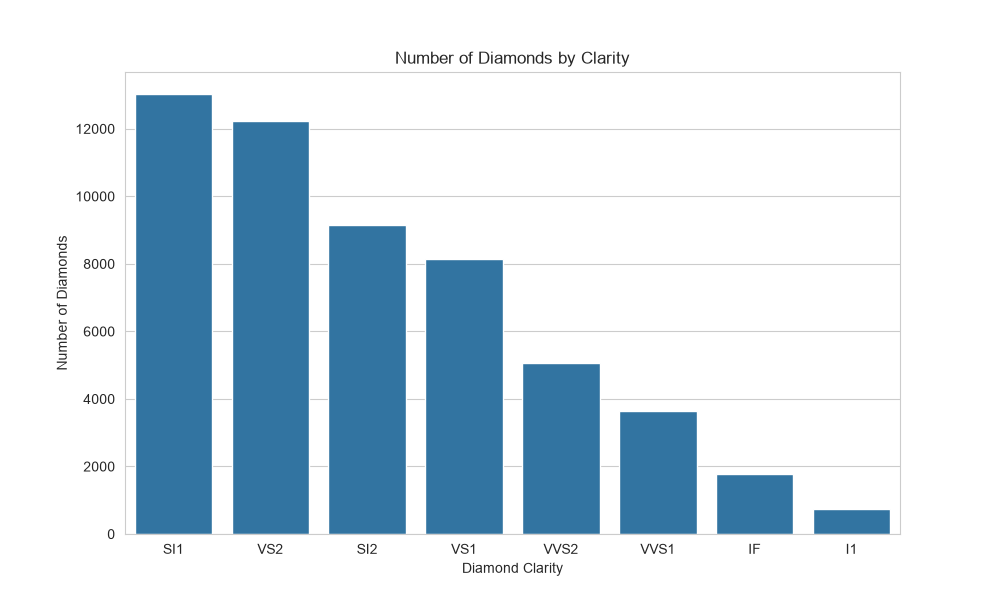 Number of Diamonds by Clarity
Number of Diamonds
12000
10000
8000
6000
4000
2000
0
SI1 VS2 SI2 VS1 VVS2 VVS1 IF I1
Diamond Clarity